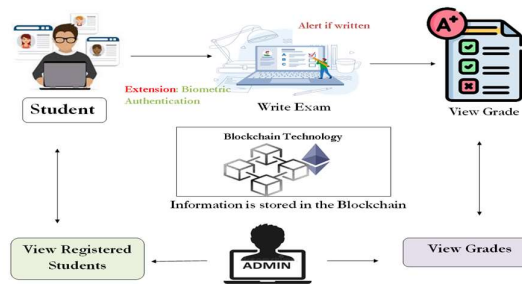 Alert if written
A+
Extension: Biometric
Authentication
Student
Write Exam
View Grade
Blockchain Technology
Information is stored in the Blockchain
View Registered
Students
ADMIN
View Grades